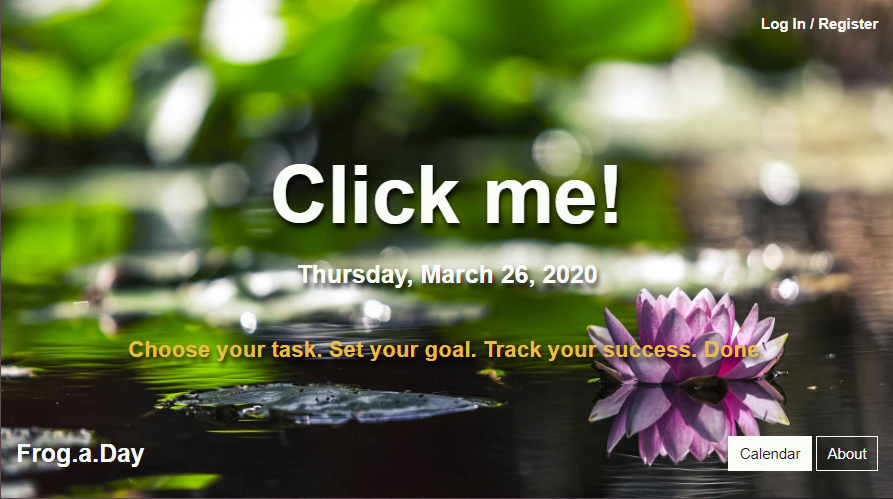 Log In / Register
Click me!
Thursday, March 26, 2020
Choose your task. Set your goal. Track your success. Done.
Frog.a.Day
Calendar
About